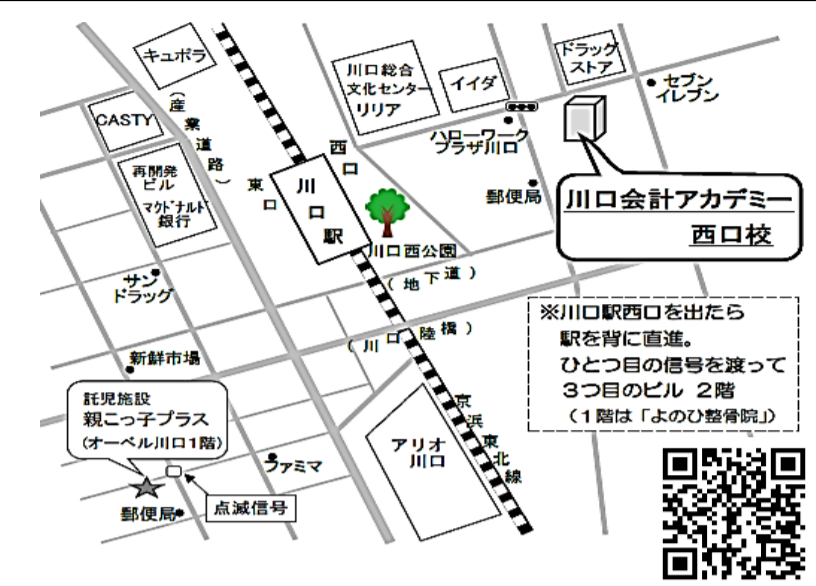 キュポラ
(産業道路)
CASTY
再開発
ビル
マクドナルド
銀行
東口
川口駅
西口
川口総合
文化センター
リリア
イイダ
ドラッグ
ストア
セブン
イレブン
ハローワーク
プラザ川口
郵便局
川口会計アカデミー
西口校
川口西公園
(地下道)
(川口陸橋)
サン
ドラッグ
新鮮市場
託児施設
親こっ子プラス
(オーベル川口1階)
ファミマ
点滅信号
郵便局
アリオ
川口
京浜東北線
※川口駅西口を出たら
駅を背に直進。
ひとつ目の信号を渡って
3つ目のビル 2階
(1階は「よのひ整骨院」)